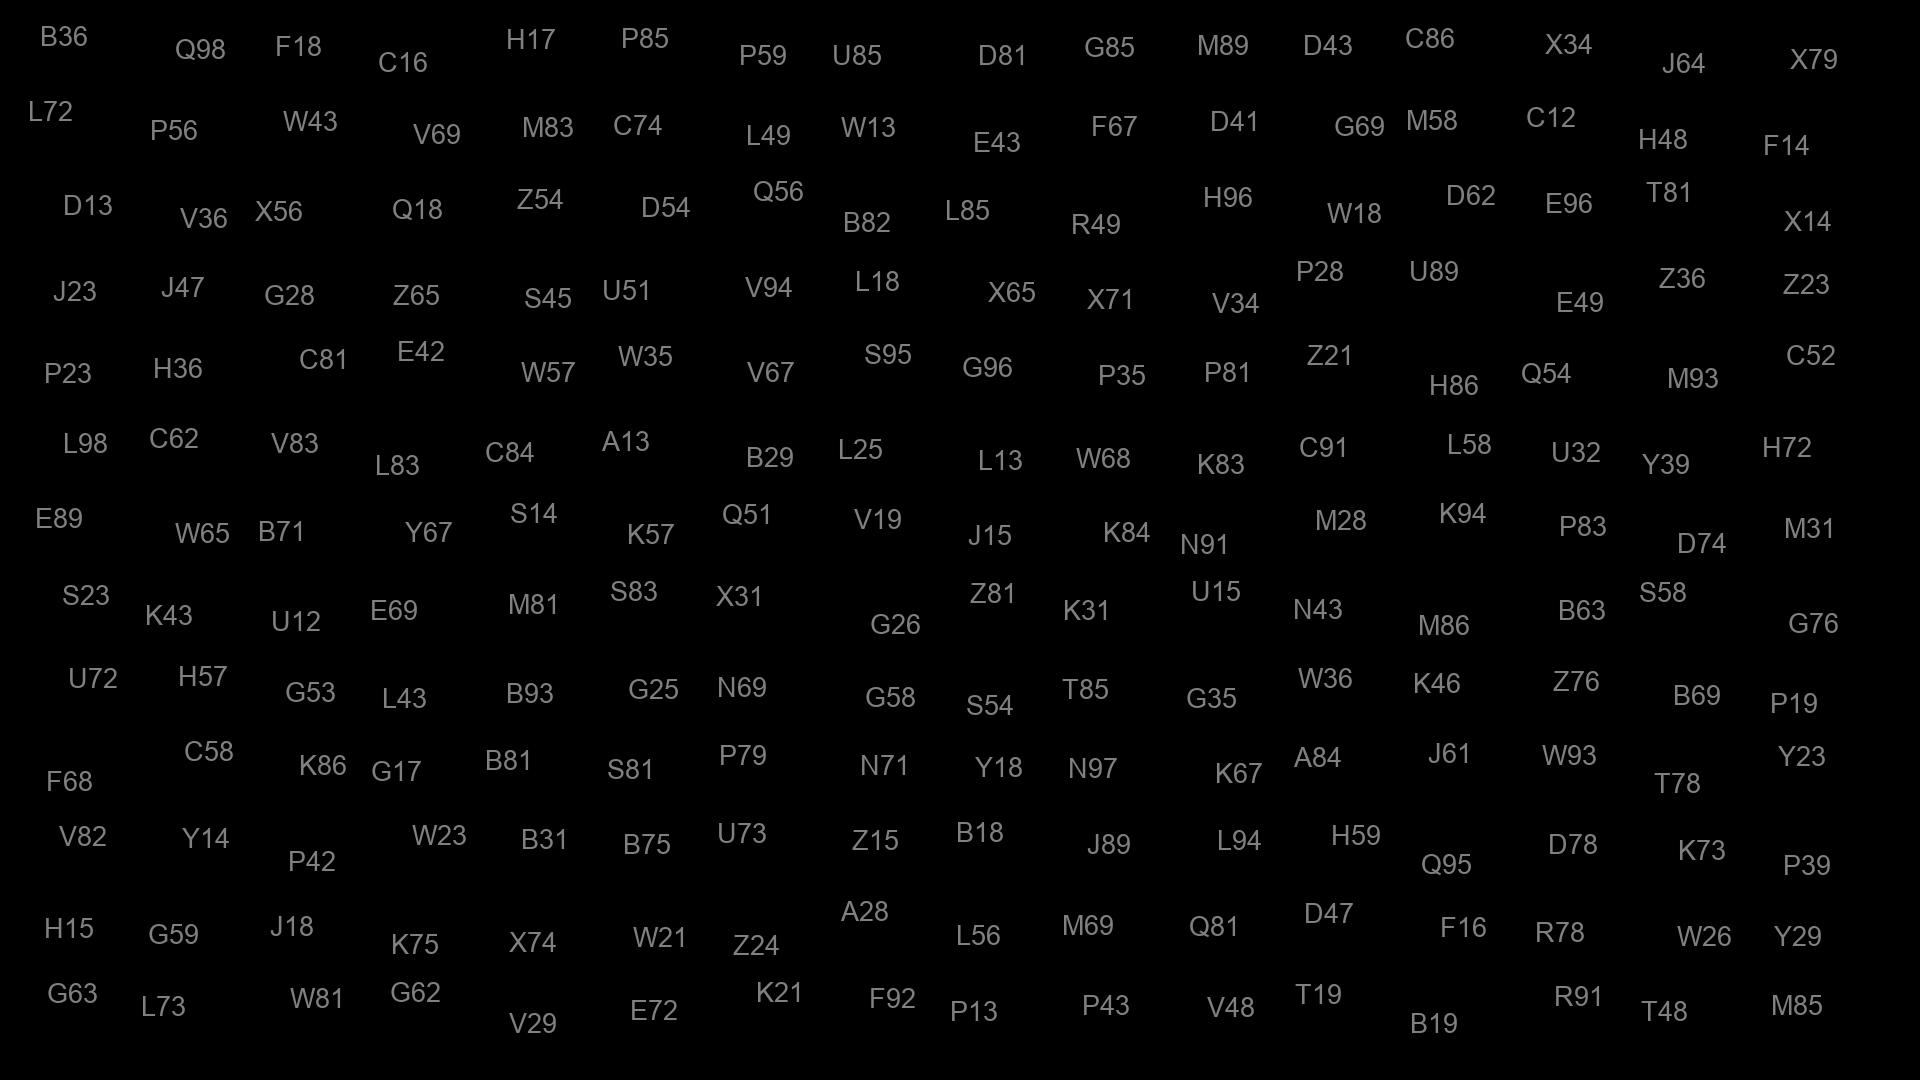 B36 Q98 F18 C16 H17 P85 P59 U85 D81 G85 M89 D43 C86 X34 J64 X79
L72 P56 W43 V69 M83 C74 L49 W13 E43 F67 D41 G69 M58 C12 H48 F14
D13 V36 X56 Q18 Z54 D54 Q56 B82 L85 R49 H96 W18 D62 E96 T81 X14
J23 J47 G28 Z65 S45 U51 V94 L18 X65 X71 V34 P28 U89 E49 Z36 Z23
P23 H36 C81 E42 W57 W35 V67 S95 G96 P35 P81 Z21 H86 Q54 M93 C52
L98 C62 V83 L83 C84 A13 B29 L25 L13 W68 K83 C91 L58 U32 Y39 H72
E89 W65 B71 Y67 S14 K57 Q51 V19 J15 K84 N91 M28 K94 P83 D74 M31
S23 K43 U12 E69 M81 S83 X31 G26 Z81 K31 U15 N43 M86 B63 S58 G76
U72 H57 G53 L43 B93 G25 N69 G58 S54 T85 G35 W36 K46 Z76 B69 P19
F68 C58 K86 G17 B81 S81 P79 N71 Y18 N97 K67 A84 J61 W93 T78 Y23
V82 Y14 P42 W23 B31 B75 U73 Z15 B18 J89 L94 H59 Q95 D78 K73 P39
H15 G59 J18 K75 X74 W21 Z24 A28 L56 M69 Q81 D47 F16 R78 W26 Y29
G63 L73 W81 G62 V29 E72 K21 F92 P13 P43 V48 T19 B19 R91 T48 M85